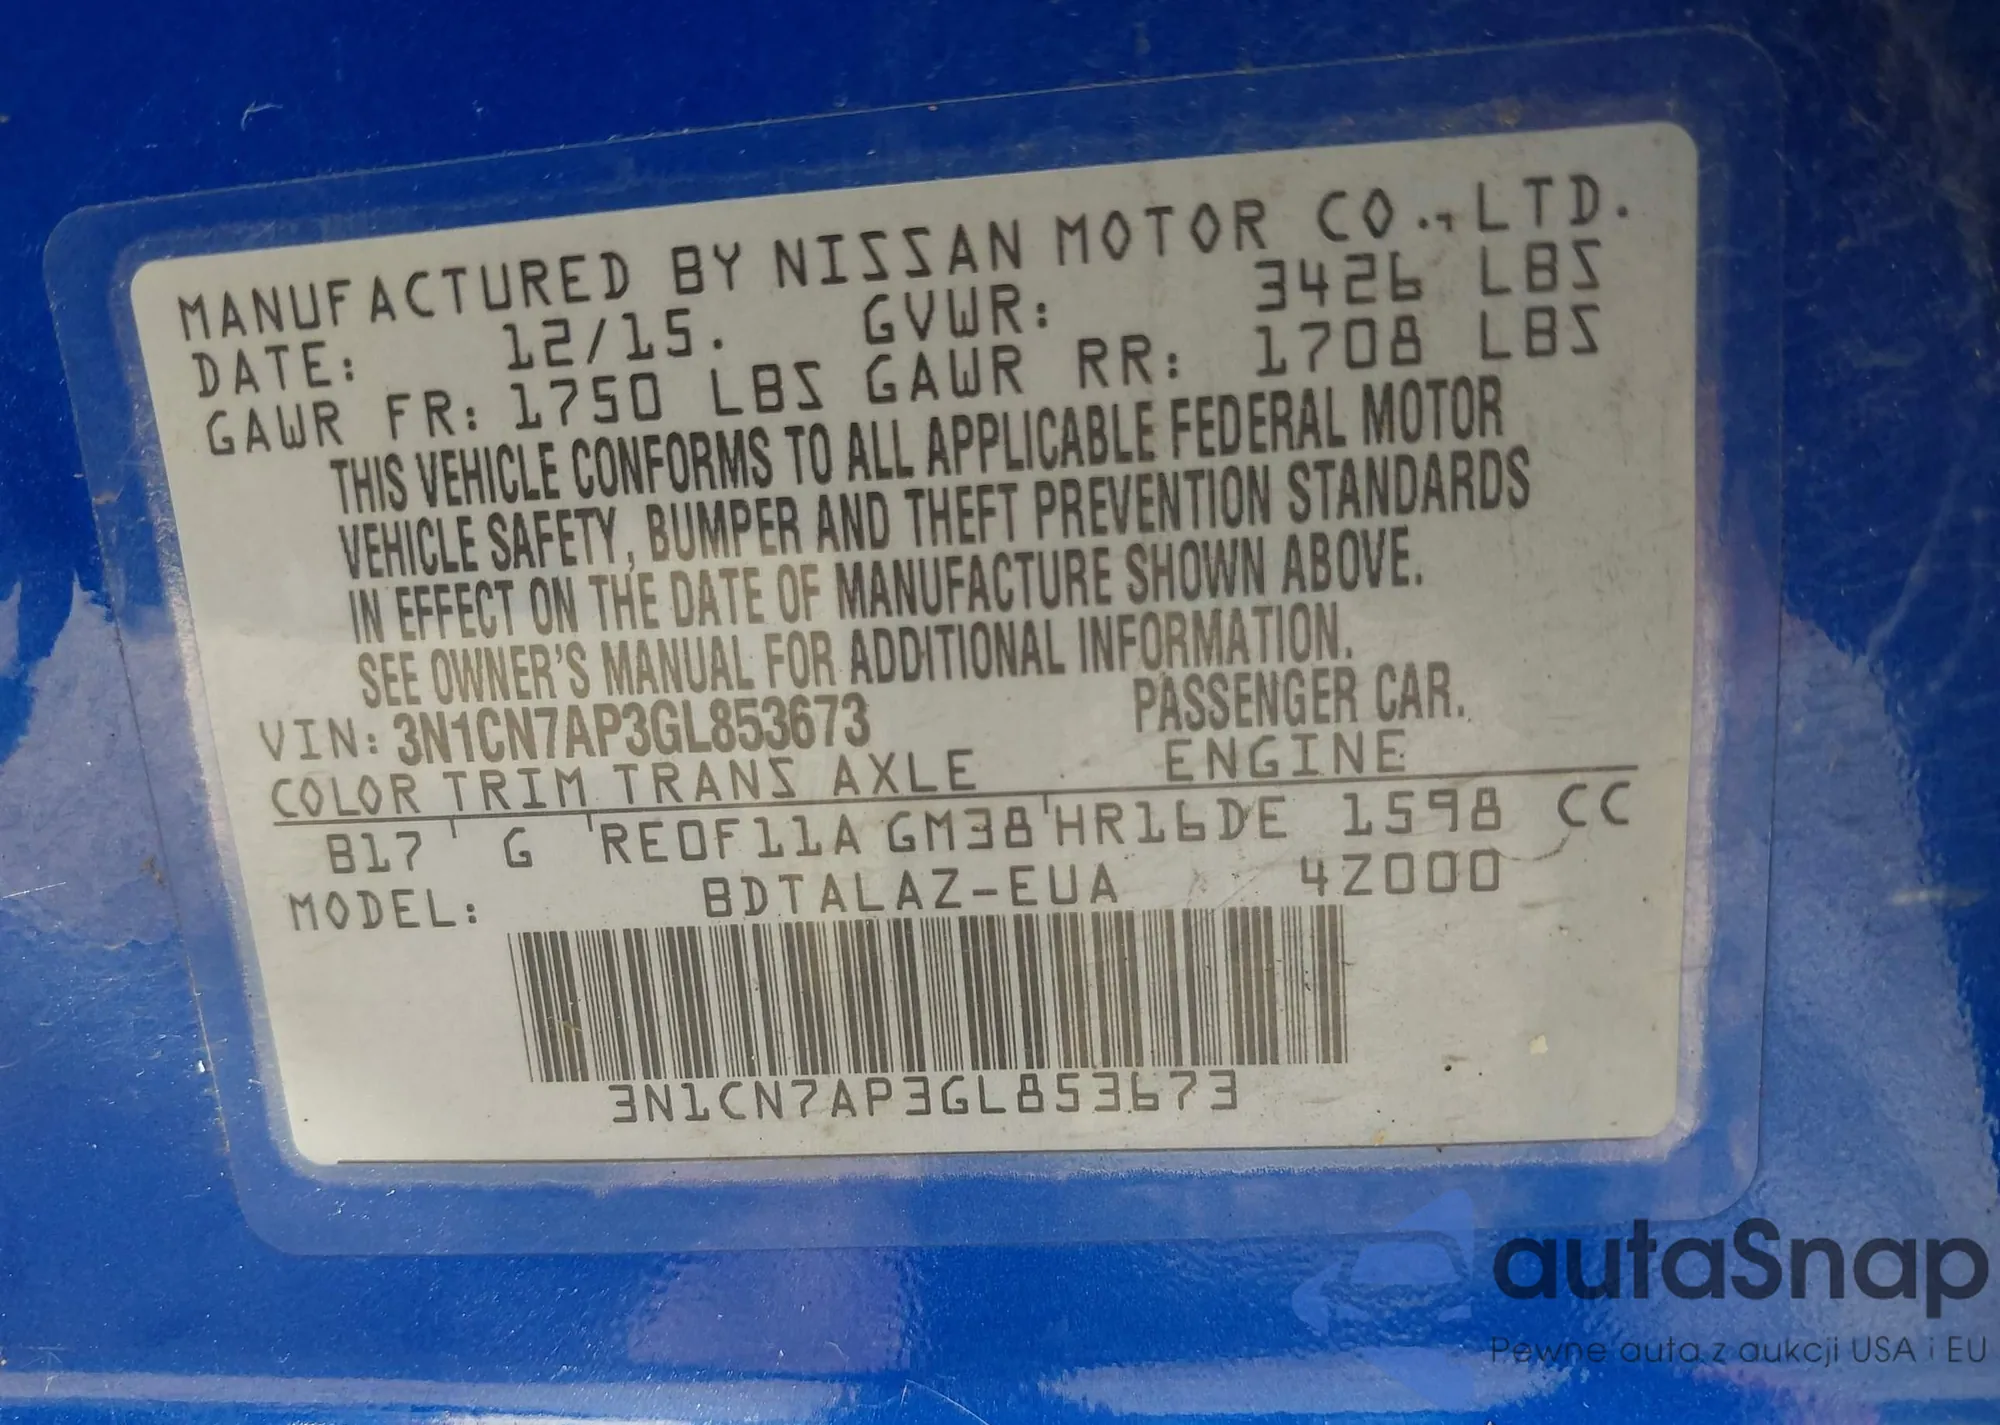 MANUFACTURED BY NISSAN MOTOR CO., LTD.
DATE: 12/15. GVWR: 3426 LBS
GAWR FR: 1750 LBS GAWR RR: 1708 LBS
THIS VEHICLE CONFORMS TO ALL APPLICABLE FEDERAL MOTOR
VEHICLE SAFETY, BUMPER AND THEFT PREVENTION STANDARDS
IN EFFECT ON THE DATE OF MANUFACTURE SHOWN ABOVE.
SEE OWNER'S MANUAL FOR ADDITIONAL INFORMATION.
VIN: 3N1CN7AP3GL853673 PASSENGER CAR.
COLOR TRIM TRANS AXLE ENGINE
B17 G RE0F11A GM38 HR16DE 1598 CC
MODEL: BDTALAZ-EUA 4Z000
3N1CN7AP3GL853673
autaSnap
Pewne auta z aukcji USA i EU